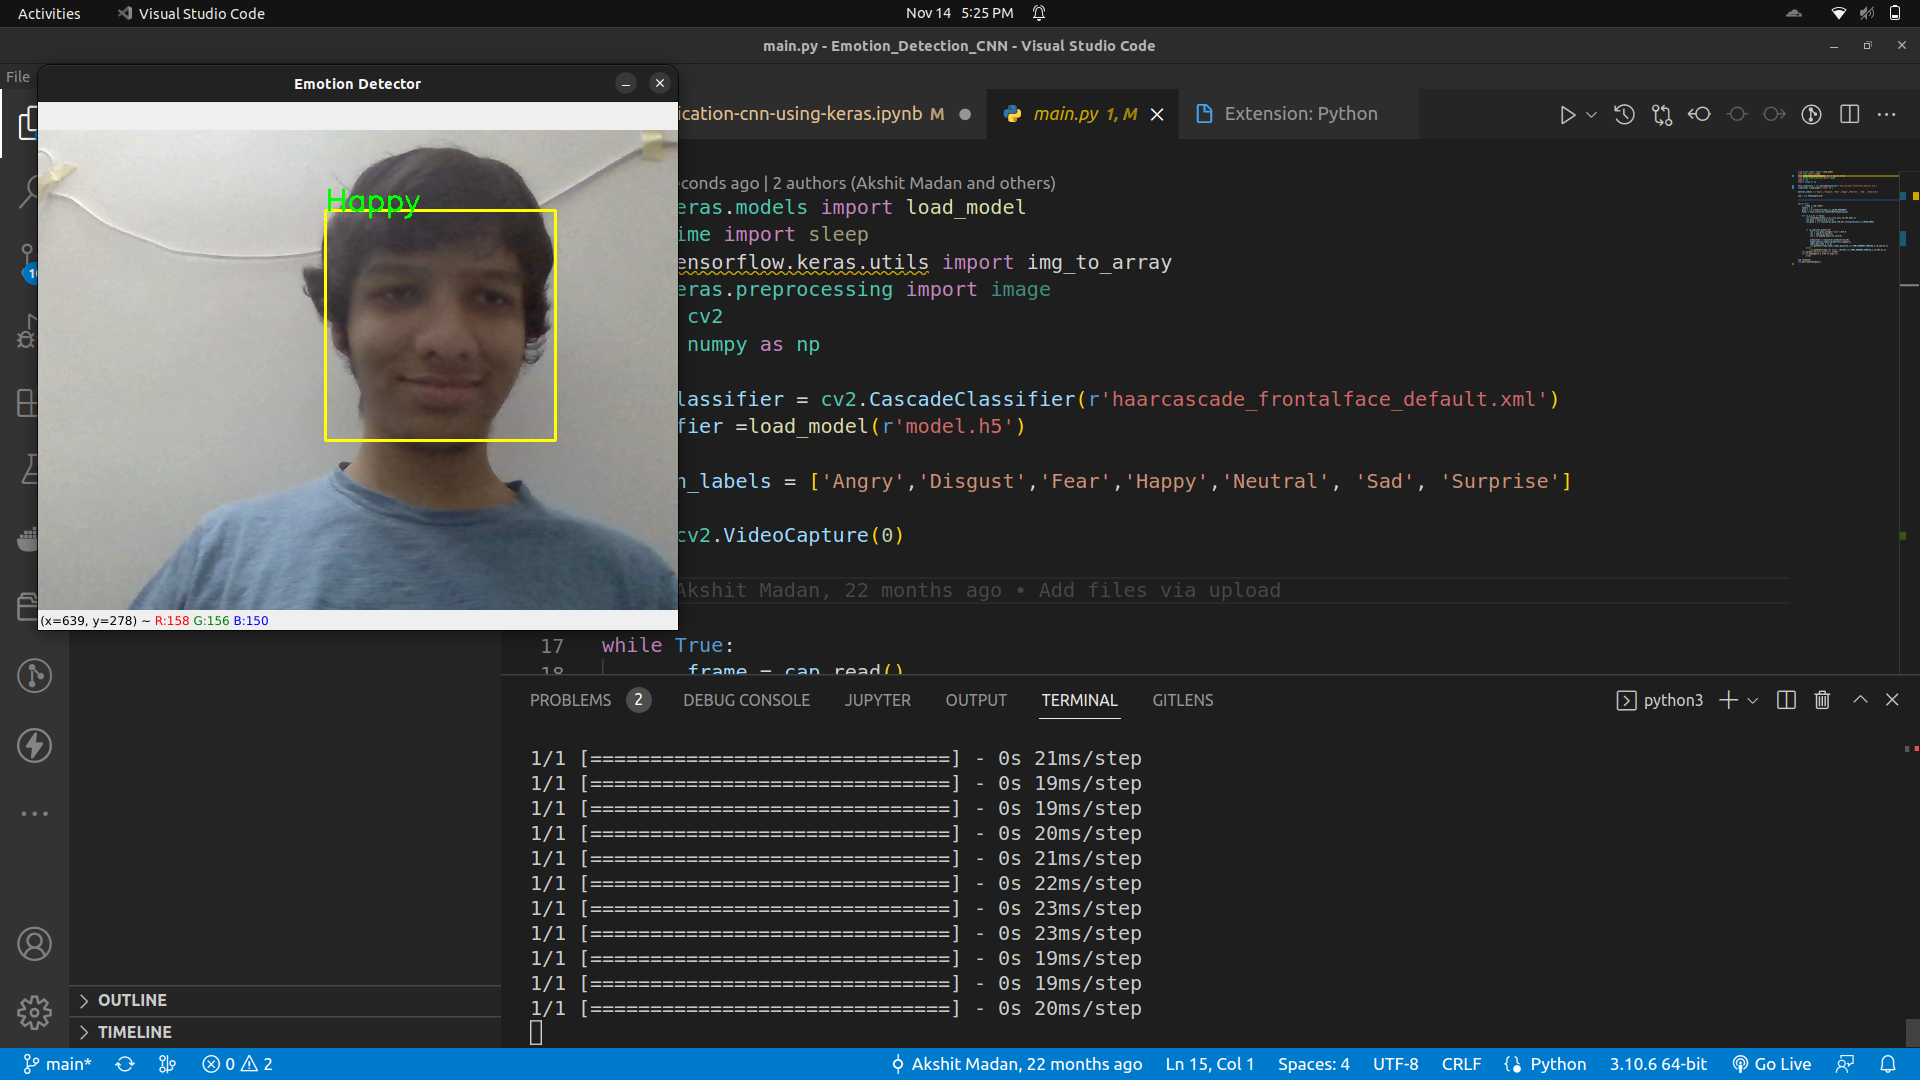 Activities
Visual Studio Code
Nov 14 5:25 PM
main.py - Emotion_Detection_CNN - Visual Studio Code
File
Emotion Detector
Happy
(x=639, y=278) ~ R:158 G:156 B:150
ication-cnn-using-keras.ipynb M
main.py 1, M
Extension: Python
econds ago | 2 authors (Akshit Madan and others)
eras.models import load_model
ime import sleep
ensorflow.keras.utils import img_to_array
eras.preprocessing import image
cv2
numpy as np
lassifier = cv2.CascadeClassifier(r'haarcascade_frontalface_default.xml')
fier =load_model(r'model.h5')
n_labels = ['Angry','Disgust','Fear','Happy','Neutral', 'Sad', 'Surprise']
cv2.VideoCapture(0)
Akshit Madan, 22 months ago • Add files via upload
17 while True:
18 frame = cap.read()
PROBLEMS 2 DEBUG CONSOLE JUPYTER OUTPUT TERMINAL GITLENS
python3
1/1 [==============================] - 0s 21ms/step
1/1 [==============================] - 0s 19ms/step
1/1 [==============================] - 0s 19ms/step
1/1 [==============================] - 0s 20ms/step
1/1 [==============================] - 0s 21ms/step
1/1 [==============================] - 0s 22ms/step
1/1 [==============================] - 0s 23ms/step
1/1 [==============================] - 0s 23ms/step
1/1 [==============================] - 0s 19ms/step
1/1 [==============================] - 0s 19ms/step
1/1 [==============================] - 0s 20ms/step
OUTLINE
TIMELINE
main* 0 2 Akshit Madan, 22 months ago Ln 15, Col 1 Spaces: 4 UTF-8 CRLF Python 3.10.6 64-bit Go Live